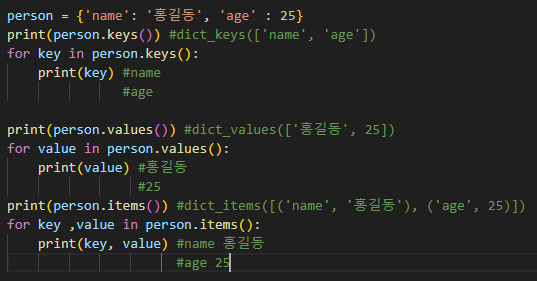 person = {'name': '홍길동', 'age' : 25}
print(person.keys()) #dict_keys(['name', 'age'])
for key in person.keys():
    print(key) #name
               #age

print(person.values()) #dict_values(['홍길동', 25])
for value in person.values():
    print(value) #홍길동
                 #25
print(person.items()) #dict_items([('name', '홍길동'), ('age', 25)])
for key ,value in person.items():
    print(key, value) #name 홍길동
                      #age 25